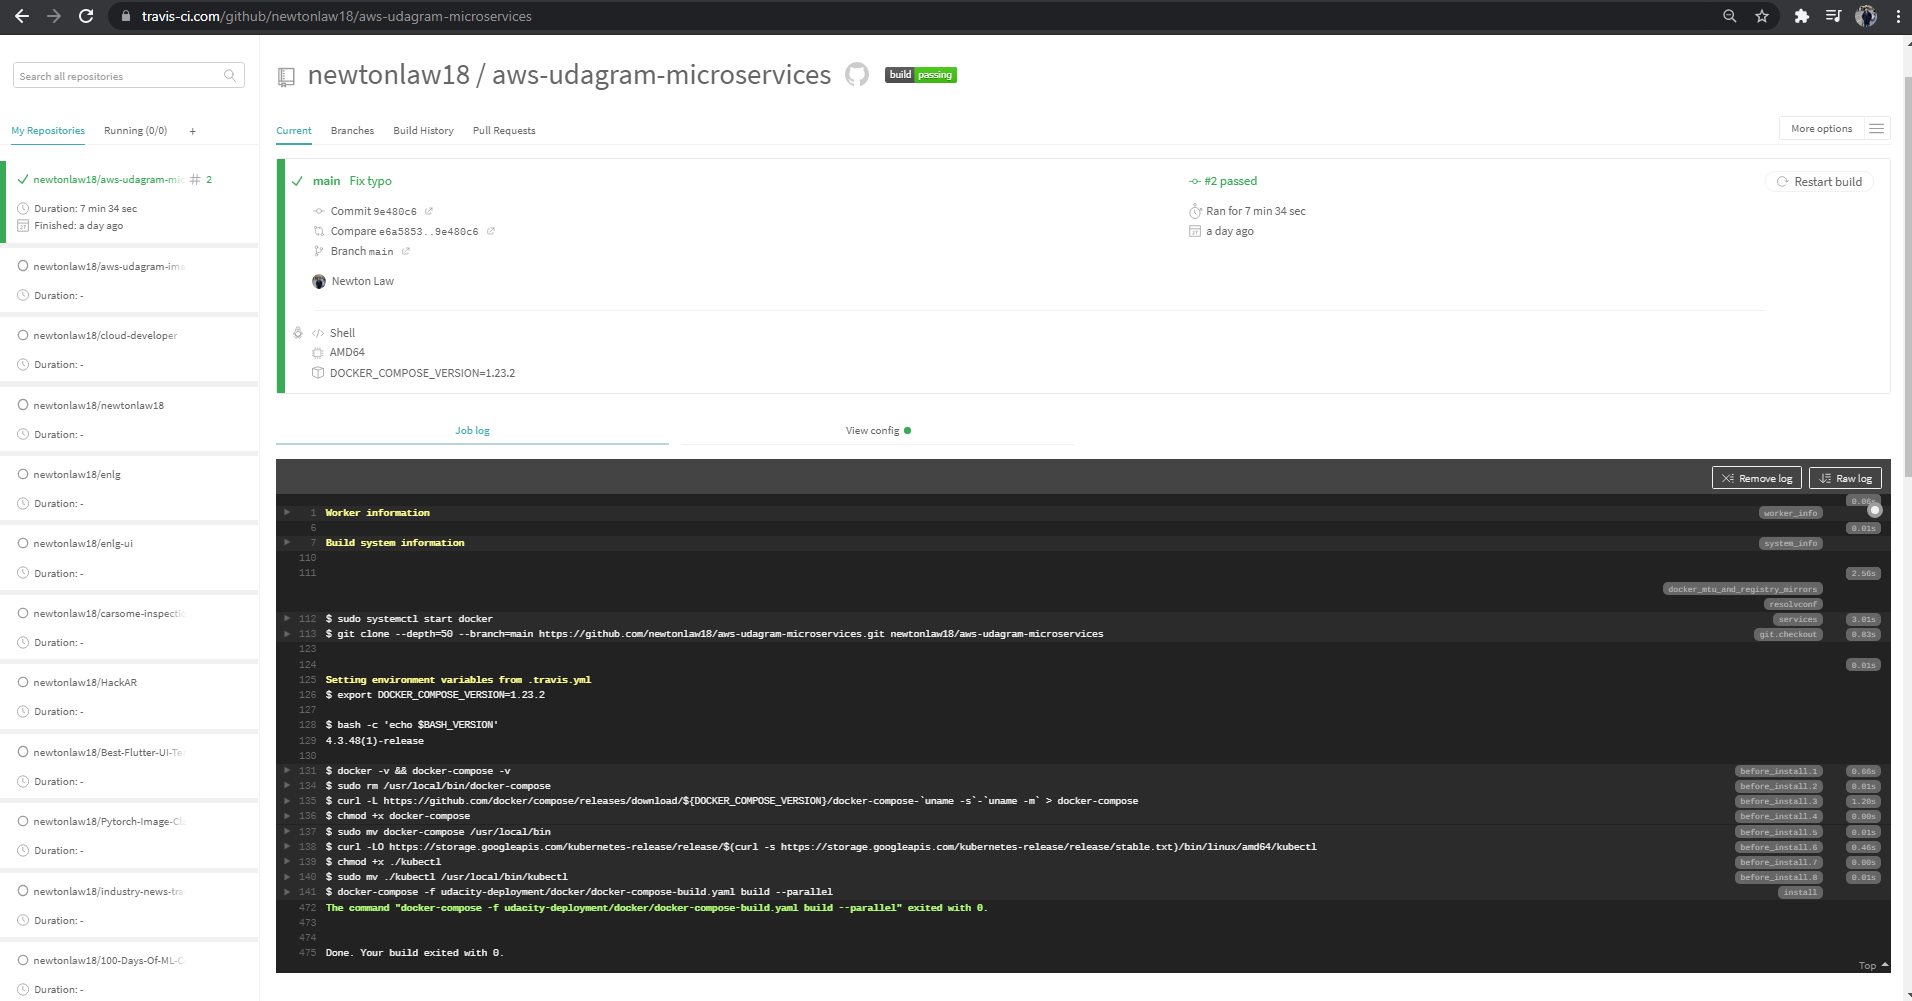 travis-ci.com/github/newtonlaw18/aws-udagram-microservices
Search all repositories
My Repositories Running (0/0) +
newtonlaw18/aws-udagram-mic # 2
Duration: 7 min 34 sec
Finished: a day ago
newtonlaw18/aws-udagram-ima
Duration: -
newtonlaw18/cloud-developer
Duration: -
newtonlaw18/newtonlaw18
Duration: -
newtonlaw18/enlg
Duration: -
newtonlaw18/enlg-ui
Duration: -
newtonlaw18/carsome-inspectio
Duration: -
newtonlaw18/HackAR
Duration: -
newtonlaw18/Best-Flutter-UI-Te
Duration: -
newtonlaw18/Pytorch-Image-Cla
Duration: -
newtonlaw18/industry-news-tra
Duration: -
newtonlaw18/100-Days-Of-ML-C
Duration: -
newtonlaw18 / aws-udagram-microservices build passing
Current Branches Build History Pull Requests More options
main Fix typo #2 passed Restart build
Commit 9e480c6 Ran for 7 min 34 sec
Compare e6a5853..9e480c6 a day ago
Branch main
Newton Law
Shell
AMD64
DOCKER_COMPOSE_VERSION=1.23.2
Job log View config
Remove log Raw log
0.06s
1 Worker information worker_info
6 0.01s
7 Build system information system_info
110
111 2.56s
docker_mtu_and_registry_mirrors
resolvconf
112 $ sudo systemctl start docker services 3.01s
113 $ git clone --depth=50 --branch=main https://github.com/newtonlaw18/aws-udagram-microservices.git newtonlaw18/aws-udagram-microservices git.checkout 0.83s
123
124 0.01s
125 Setting environment variables from .travis.yml
126 $ export DOCKER_COMPOSE_VERSION=1.23.2
127
128 $ bash -c 'echo $BASH_VERSION'
129 4.3.48(1)-release
130
131 $ docker -v && docker-compose -v before_install.1 0.66s
134 $ sudo rm /usr/local/bin/docker-compose before_install.2 0.01s
135 $ curl -L https://github.com/docker/compose/releases/download/${DOCKER_COMPOSE_VERSION}/docker-compose-`uname -s`-`uname -m` > docker-compose before_install.3 1.20s
136 $ chmod +x docker-compose before_install.4 0.00s
137 $ sudo mv docker-compose /usr/local/bin before_install.5 0.01s
138 $ curl -LO https://storage.googleapis.com/kubernetes-release/release/$(curl -s https://storage.googleapis.com/kubernetes-release/release/stable.txt)/bin/linux/amd64/kubectl before_install.6 0.46s
139 $ chmod +x ./kubectl before_install.7 0.00s
140 $ sudo mv ./kubectl /usr/local/bin/kubectl before_install.8 0.01s
141 $ docker-compose -f udacity-deployment/docker/docker-compose-build.yaml build --parallel install
472 The command "docker-compose -f udacity-deployment/docker/docker-compose-build.yaml build --parallel" exited with 0.
473
474
475 Done. Your build exited with 0.
Top